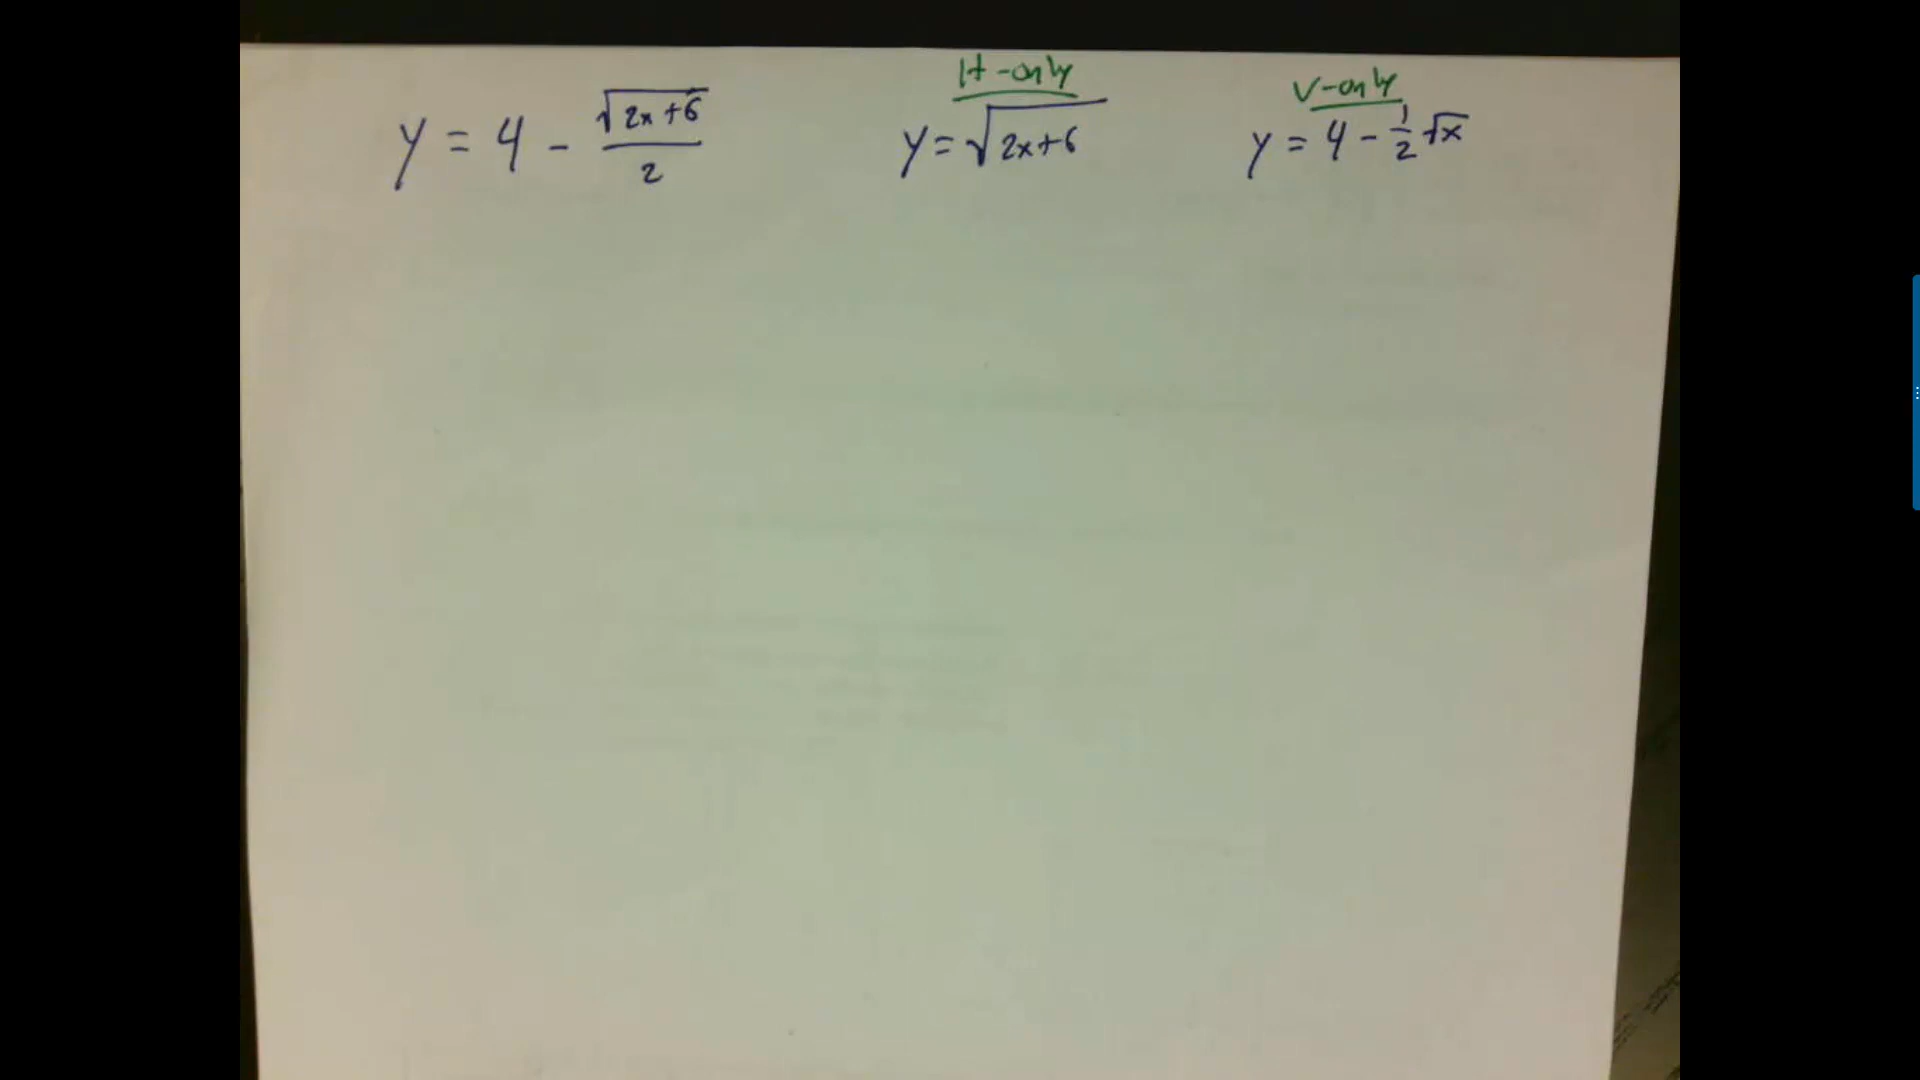 H-only
V-only
y = 4 - √(2x+6)/2
y = √(2x+6)
y = 4 - 1/2 √x